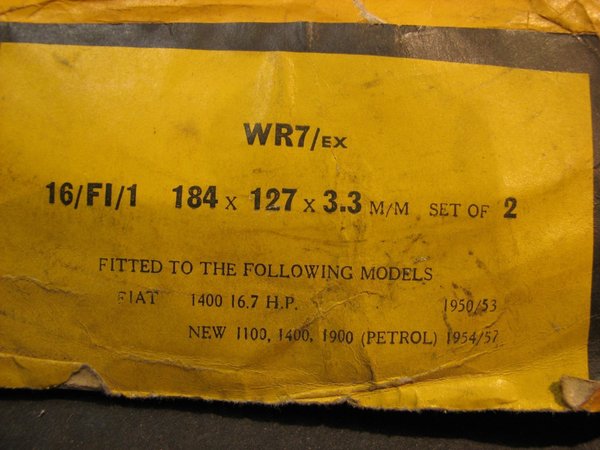 WR7/EX
16/FI/1 184 x 127 x 3.3 M/M SET OF 2
FITTED TO THE FOLLOWING MODELS
FIAT 1400 16.7 H.P. 1950/53
NEW 1100, 1400, 1900 (PETROL) 1954/57